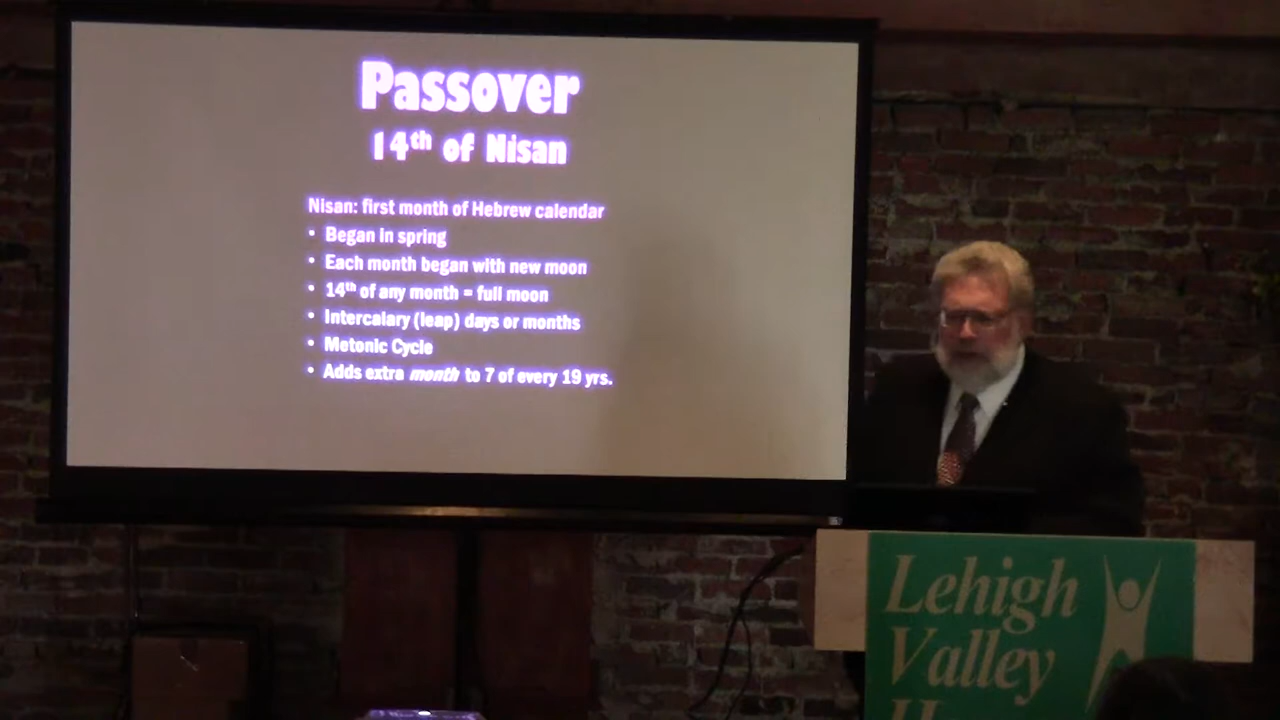 Passover
14th of Nisan
Nisan: first month of Hebrew calendar
• Began in spring
• Each month began with new moon
• 14th of any month = full moon
• Intercalary (leap) days or months
• Metonic Cycle
• Adds extra month to 7 of every 19 yrs.
Lehigh
Valley